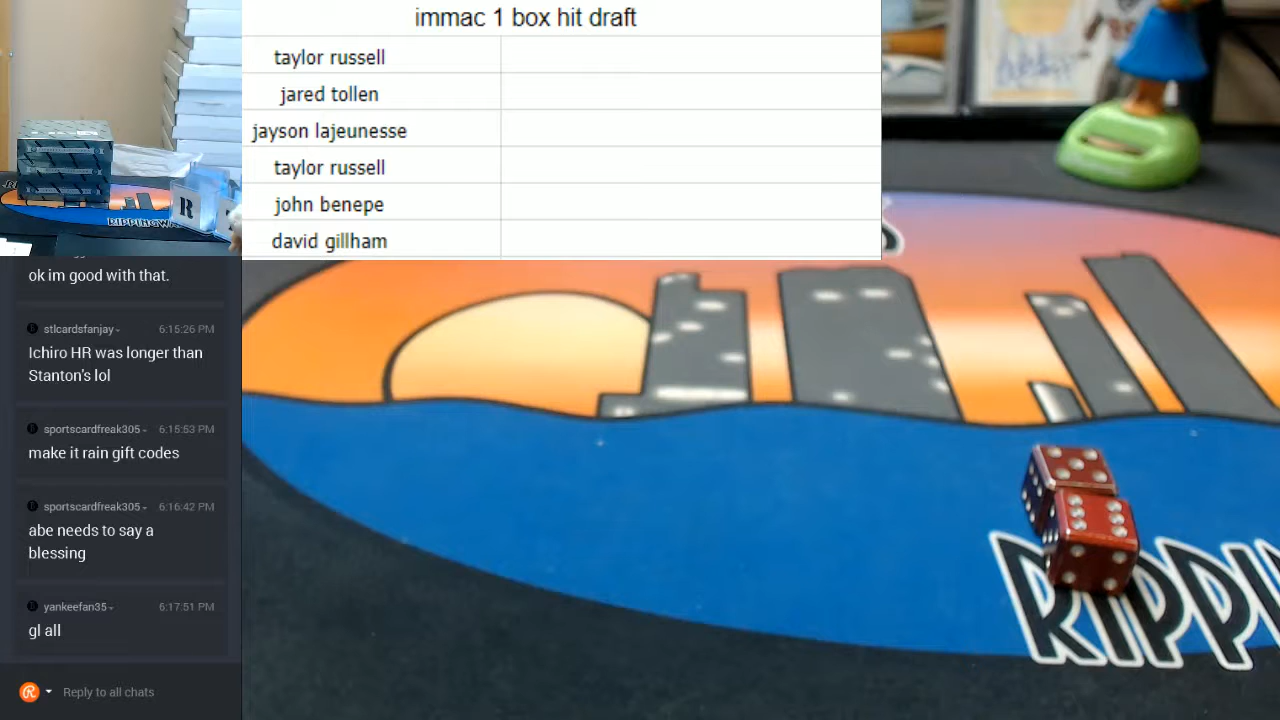 immac 1 box hit draft
taylor russell
jared tollen
jayson lajeunesse
taylor russell
john benepe
david gillham
R
RIPPINGWA
ok im good with that.
stlcardsfanjay 6:15:26 PM
Ichiro HR was longer than
Stanton's lol
sportscardfreak305 6:15:53 PM
make it rain gift codes
sportscardfreak305 6:16:42 PM
abe needs to say a
blessing
yankeefan35 6:17:51 PM
gl all
Reply to all chats
S
RIPPI